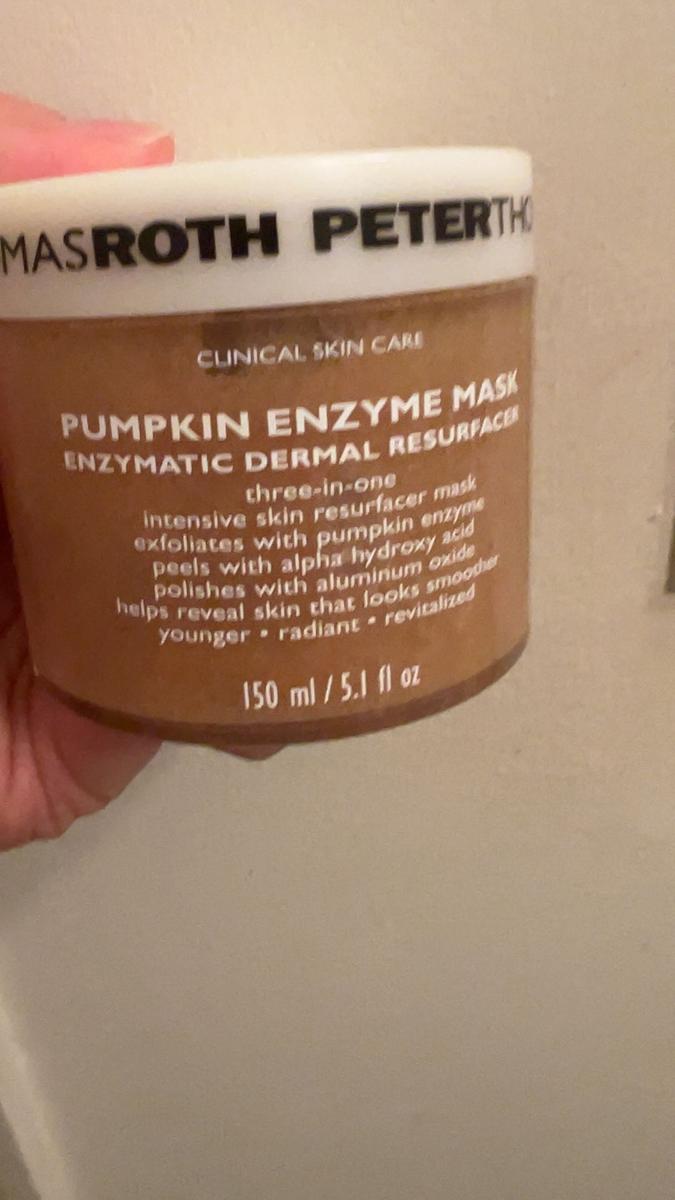 MASROTH PETERTHO
CLINICAL SKIN CARE
PUMPKIN ENZYME MASK
ENZYMATIC DERMAL RESURFACER
three-in-one
intensive skin resurfacer mask
exfoliates with pumpkin enzyme
peels with alpha hydroxy acid
polishes with aluminum oxide
helps reveal skin that looks smoother
younger • radiant • revitalized
150 ml / 5.1 fl oz